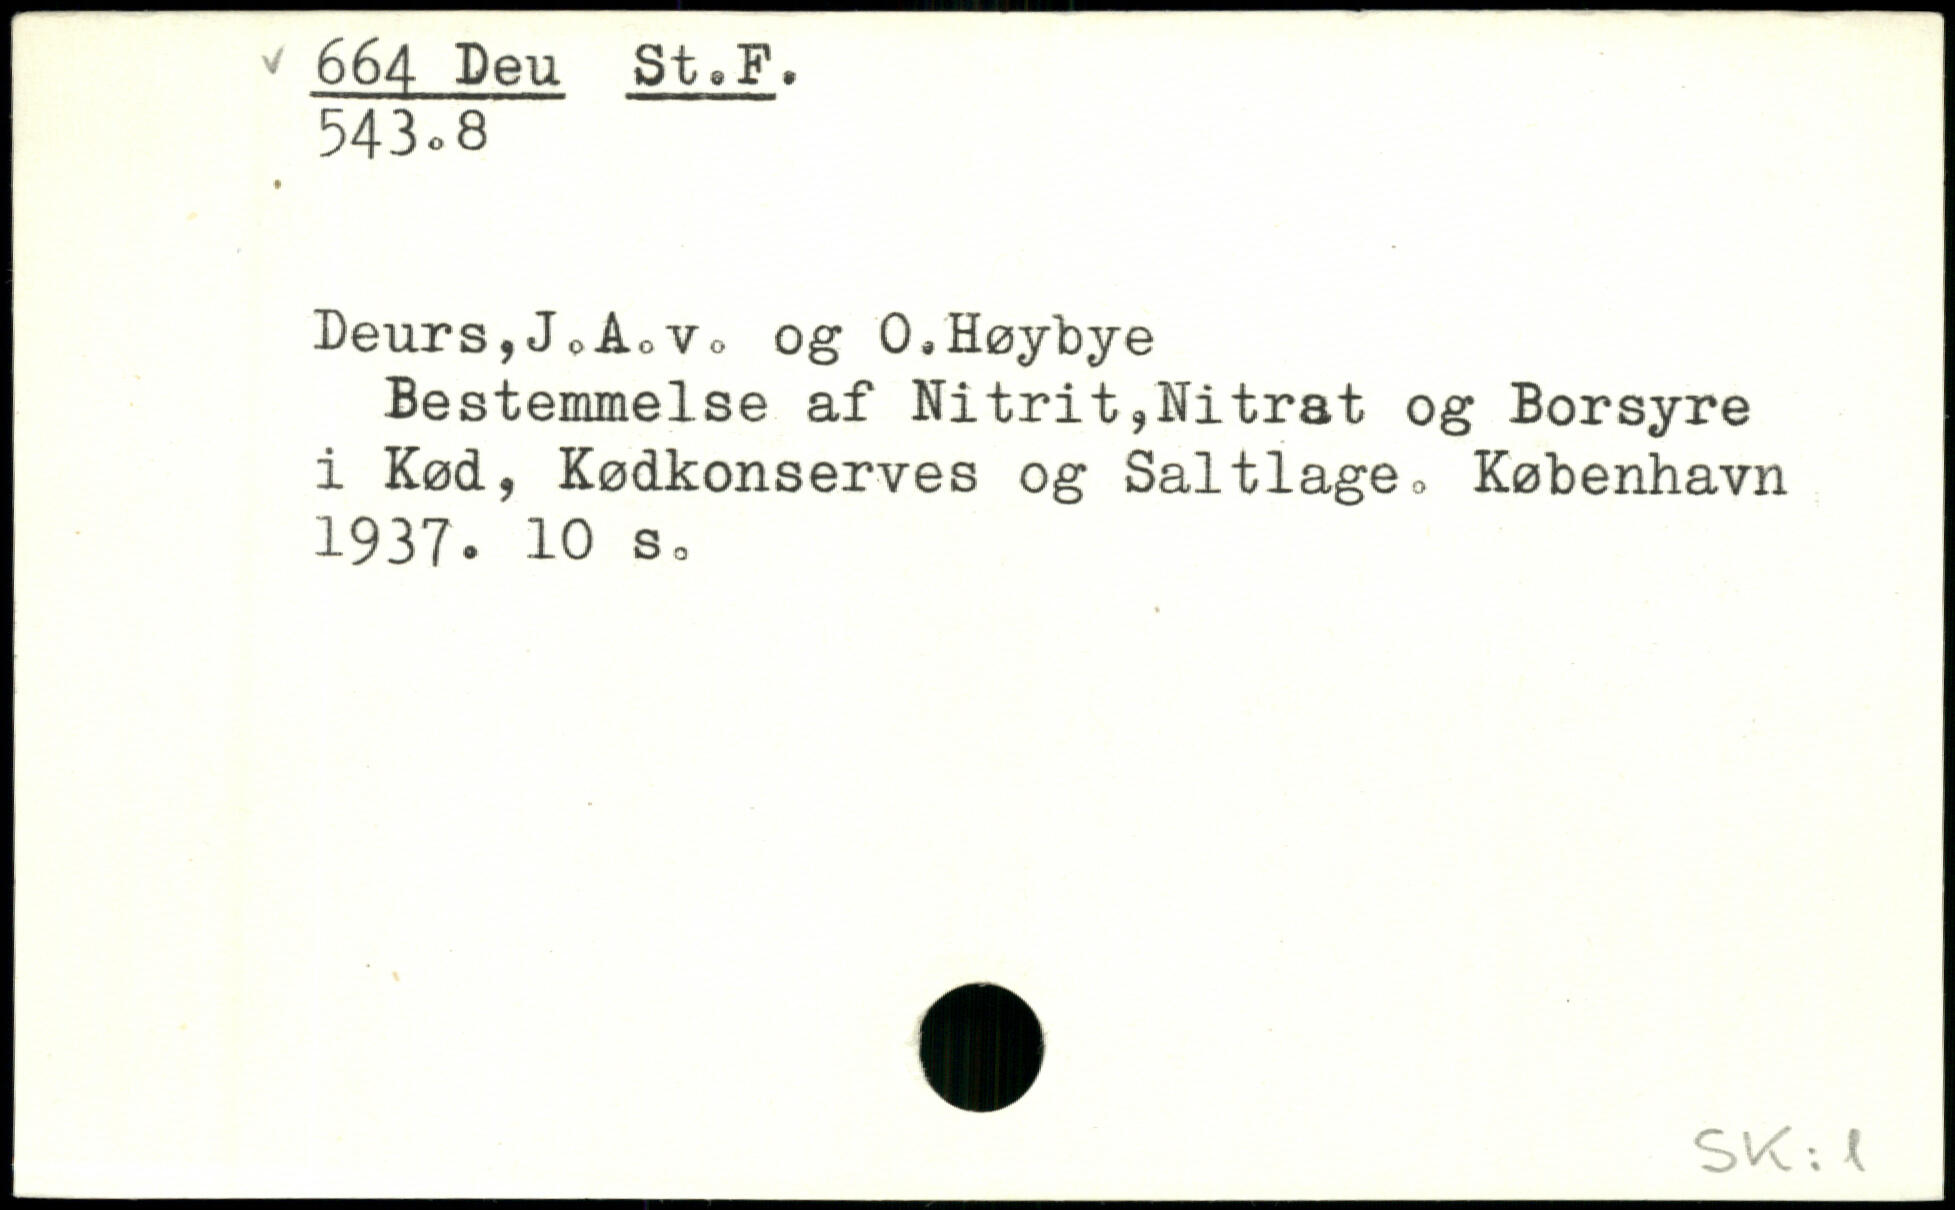 ✓ 664 Deu St.F.
543.8
Deurs,J.A.v. og O.Høybye
Bestemmelse af Nitrit,Nitrat og Borsyre
i Kød, Kødkonserves og Saltlage. København
1937. 10 s.
SK:1